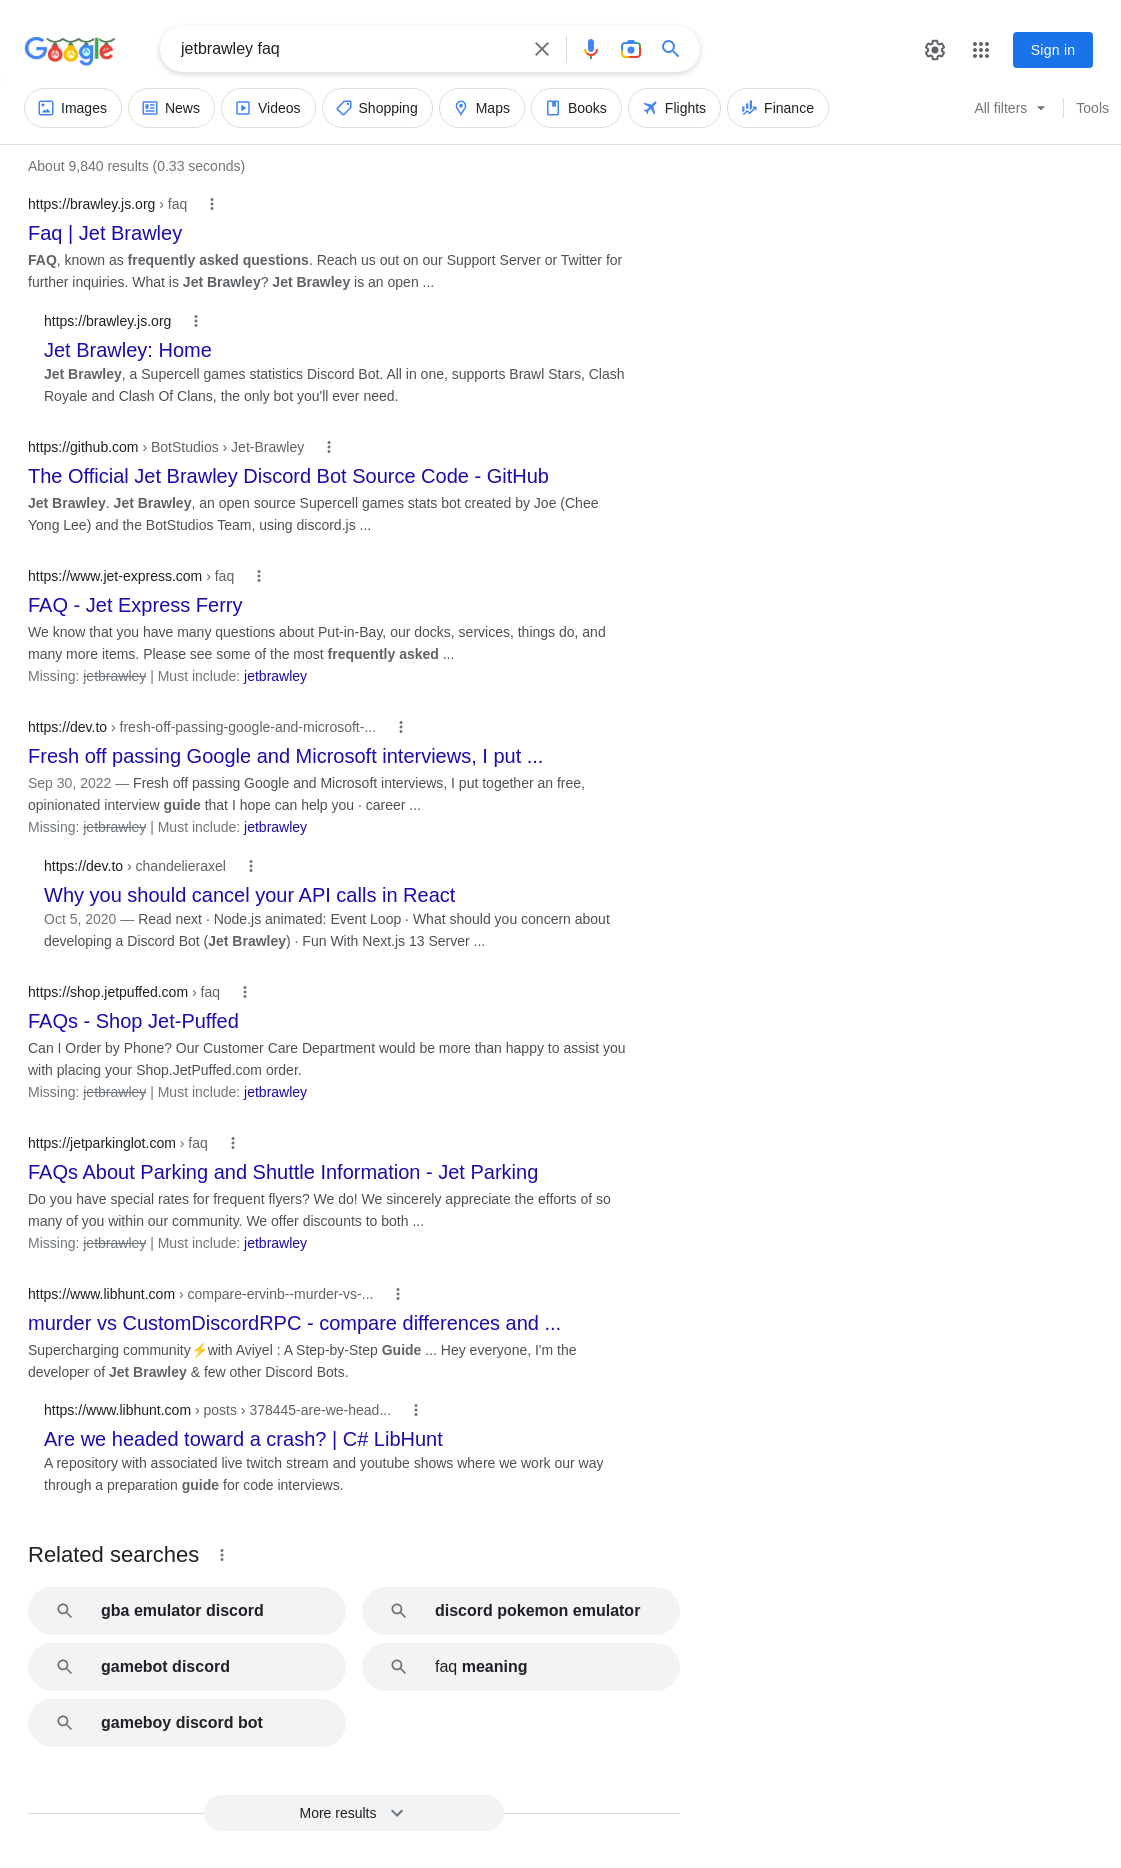 Google
jetbrawley faq
Sign in
Images
News
Videos
Shopping
Maps
Books
Flights
Finance
All filters
Tools
About 9,840 results (0.33 seconds)
https://brawley.js.org › faq
Faq | Jet Brawley
FAQ, known as frequently asked questions. Reach us out on our Support Server or Twitter for
further inquiries. What is Jet Brawley? Jet Brawley is an open ...
https://brawley.js.org
Jet Brawley: Home
Jet Brawley, a Supercell games statistics Discord Bot. All in one, supports Brawl Stars, Clash
Royale and Clash Of Clans, the only bot you'll ever need.
https://github.com › BotStudios › Jet-Brawley
The Official Jet Brawley Discord Bot Source Code - GitHub
Jet Brawley. Jet Brawley, an open source Supercell games stats bot created by Joe (Chee
Yong Lee) and the BotStudios Team, using discord.js ...
https://www.jet-express.com › faq
FAQ - Jet Express Ferry
We know that you have many questions about Put-in-Bay, our docks, services, things do, and
many more items. Please see some of the most frequently asked ...
Missing: jetbrawley | Must include: jetbrawley
https://dev.to › fresh-off-passing-google-and-microsoft-...
Fresh off passing Google and Microsoft interviews, I put ...
Sep 30, 2022 — Fresh off passing Google and Microsoft interviews, I put together an free,
opinionated interview guide that I hope can help you · career ...
Missing: jetbrawley | Must include: jetbrawley
https://dev.to › chandelieraxel
Why you should cancel your API calls in React
Oct 5, 2020 — Read next · Node.js animated: Event Loop · What should you concern about
developing a Discord Bot (Jet Brawley) · Fun With Next.js 13 Server ...
https://shop.jetpuffed.com › faq
FAQs - Shop Jet-Puffed
Can I Order by Phone? Our Customer Care Department would be more than happy to assist you
with placing your Shop.JetPuffed.com order.
Missing: jetbrawley | Must include: jetbrawley
https://jetparkinglot.com › faq
FAQs About Parking and Shuttle Information - Jet Parking
Do you have special rates for frequent flyers? We do! We sincerely appreciate the efforts of so
many of you within our community. We offer discounts to both ...
Missing: jetbrawley | Must include: jetbrawley
https://www.libhunt.com › compare-ervinb--murder-vs-...
murder vs CustomDiscordRPC - compare differences and ...
Supercharging community⚡with Aviyel : A Step-by-Step Guide ... Hey everyone, I'm the
developer of Jet Brawley & few other Discord Bots.
https://www.libhunt.com › posts › 378445-are-we-head...
Are we headed toward a crash? | C# LibHunt
A repository with associated live twitch stream and youtube shows where we work our way
through a preparation guide for code interviews.
Related searches
gba emulator discord
discord pokemon emulator
gamebot discord
faq meaning
gameboy discord bot
More results